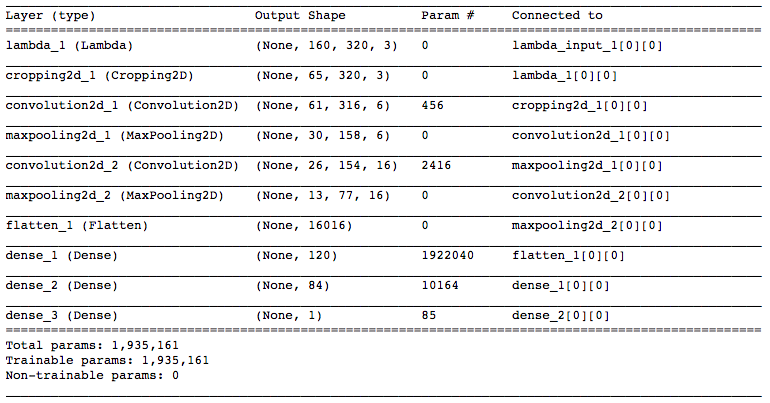 Layer (type) Output Shape Param # Connected to
lambda_1 (Lambda) (None, 160, 320, 3) 0 lambda_input_1[0][0]
cropping2d_1 (Cropping2D) (None, 65, 320, 3) 0 lambda_1[0][0]
convolution2d_1 (Convolution2D) (None, 61, 316, 6) 456 cropping2d_1[0][0]
maxpooling2d_1 (MaxPooling2D) (None, 30, 158, 6) 0 convolution2d_1[0][0]
convolution2d_2 (Convolution2D) (None, 26, 154, 16) 2416 maxpooling2d_1[0][0]
maxpooling2d_2 (MaxPooling2D) (None, 13, 77, 16) 0 convolution2d_2[0][0]
flatten_1 (Flatten) (None, 16016) 0 maxpooling2d_2[0][0]
dense_1 (Dense) (None, 120) 1922040 flatten_1[0][0]
dense_2 (Dense) (None, 84) 10164 dense_1[0][0]
dense_3 (Dense) (None, 1) 85 dense_2[0][0]
Total params: 1,935,161
Trainable params: 1,935,161
Non-trainable params: 0